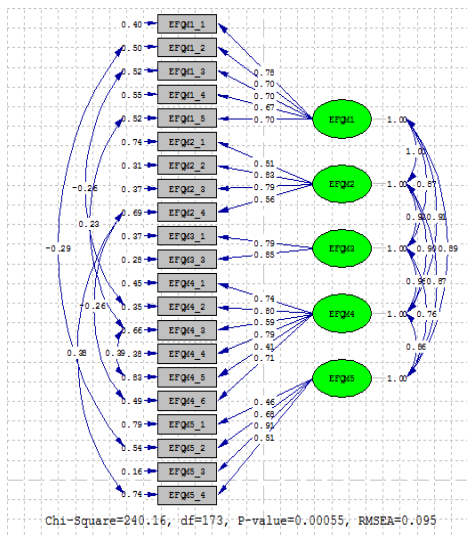 0.40 EFQM1_1
0.50 EFQM1_2
0.52 EFQM1_3
0.55 EFQM1_4
0.52 EFQM1_5
0.74 EFQM2_1
0.31 EFQM2_2
0.37 EFQM2_3
0.69 EFQM2_4
0.37 EFQM3_1
0.28 EFQM3_3
0.45 EFQM4_1
0.35 EFQM4_2
0.66 EFQM4_3
0.38 EFQM4_4
0.83 EFQM4_5
0.49 EFQM4_6
0.79 EFQM5_1
0.54 EFQM5_2
0.16 EFQM5_3
0.74 EFQM5_4
-0.26
0.23
-0.29
-0.26
0.38
0.39
0.78
0.70
0.70
0.67
0.70
0.51
0.83
0.79
0.56
0.79
0.85
0.74
0.80
0.59
0.79
0.41
0.71
0.46
0.68
0.91
0.51
EFQM1 1.00
EFQM2 1.00
EFQM3 1.00
EFQM4 1.00
EFQM5 1.00
0.91
0.89
0.87
0.76
0.86
Chi-Square=240.16, df=173, P-value=0.00055, RMSEA=0.095